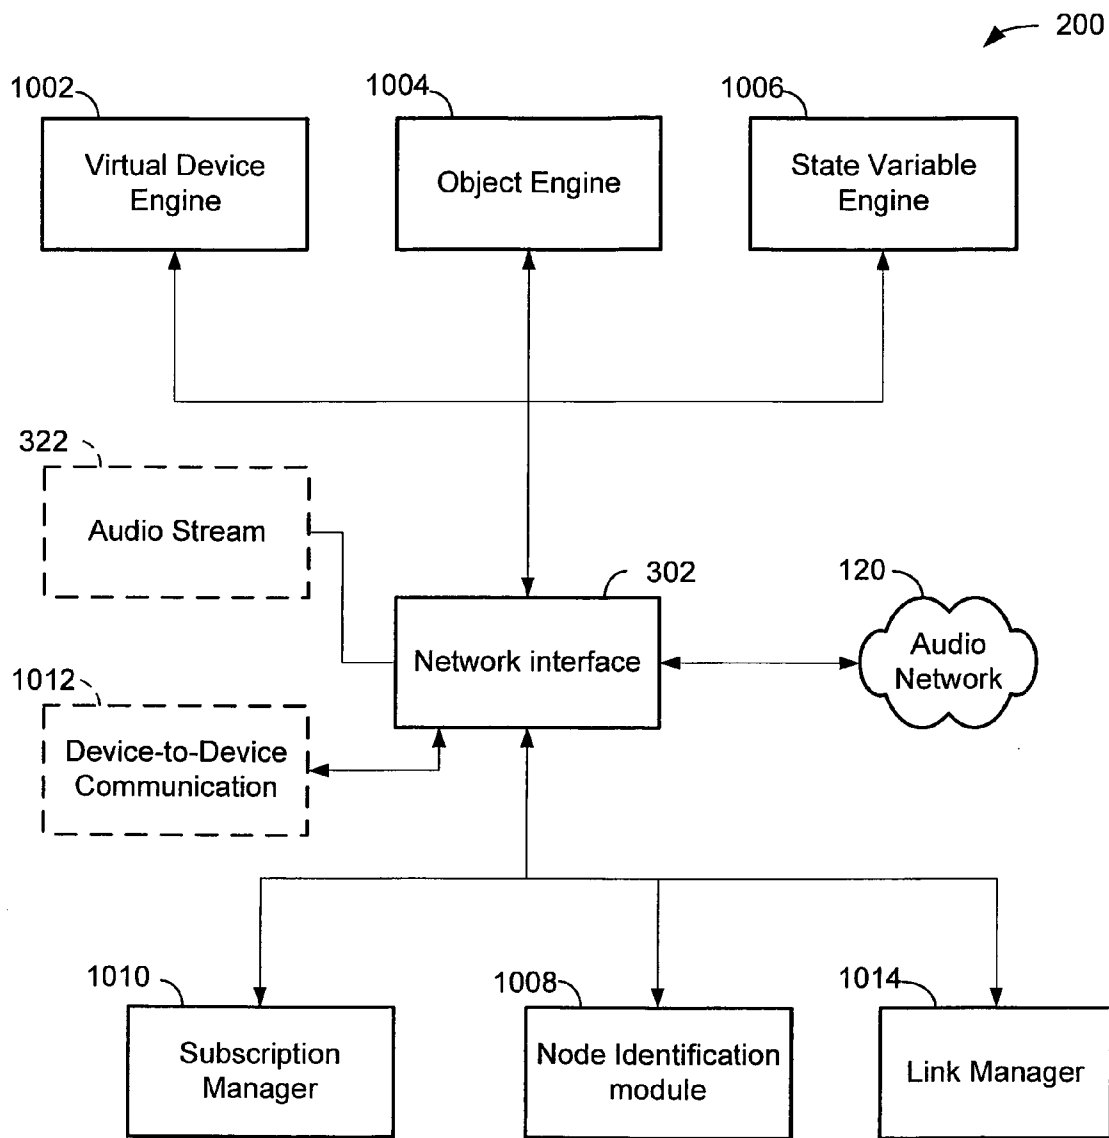 200
1002
1004
1006
Virtual Device
Engine
Object Engine
State Variable
Engine
322
Audio Stream
302
120
Network interface
Audio
Network
1012
Device-to-Device
Communication
1010
1008
1014
Subscription
Manager
Node Identification
module
Link Manager